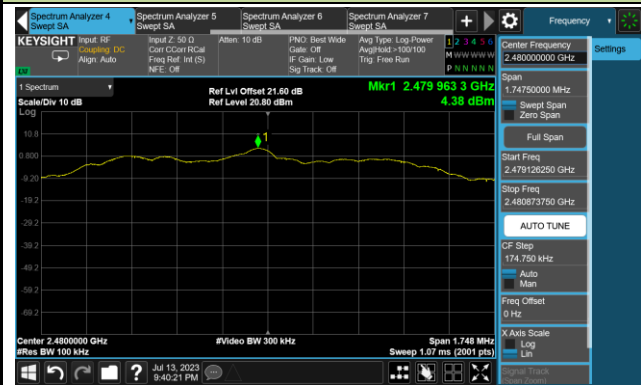 Spectrum Analyzer 4
Swept SA
Spectrum Analyzer 5
Swept SA
Spectrum Analyzer 6
Swept SA
Spectrum Analyzer 7
Swept SA
+
Frequency
KEYSIGHT
Input: RF
Coupling: DC
Align: Auto
Input Z: 50 Ω
Corr CCorr RCal
Freq Ref: Int (S)
NFE: Off
Atten: 10 dB
PNO: Best Wide
Gate: Off
IF Gain: Low
Sig Track: Off
Avg Type: Log-Power
Avg|Hold:>100/100
Trig: Free Run
1 2 3 4 5 6
M W W W W W
P N N N N N
LXI
1 Spectrum
Scale/Div 10 dB
Log
Ref Lvl Offset 21.60 dB
Ref Level 20.80 dBm
Mkr1 2.479 963 3 GHz
4.38 dBm
1
10.8
0.800
-9.20
-19.2
-29.2
-39.2
-49.2
-59.2
-69.2
Center 2.4800000 GHz
#Res BW 100 kHz
#Video BW 300 kHz
Span 1.748 MHz
Sweep 1.07 ms (2001 pts)
Center Frequency
2.480000000 GHz
Settings
Span
1.74750000 MHz
Swept Span
Zero Span
Full Span
Start Freq
2.479126250 GHz
Stop Freq
2.480873750 GHz
AUTO TUNE
CF Step
174.750 kHz
Auto
Man
Freq Offset
0 Hz
X Axis Scale
Log
Lin
Signal Track
(Span Zoom)
?
Jul 13, 2023
9:40:21 PM